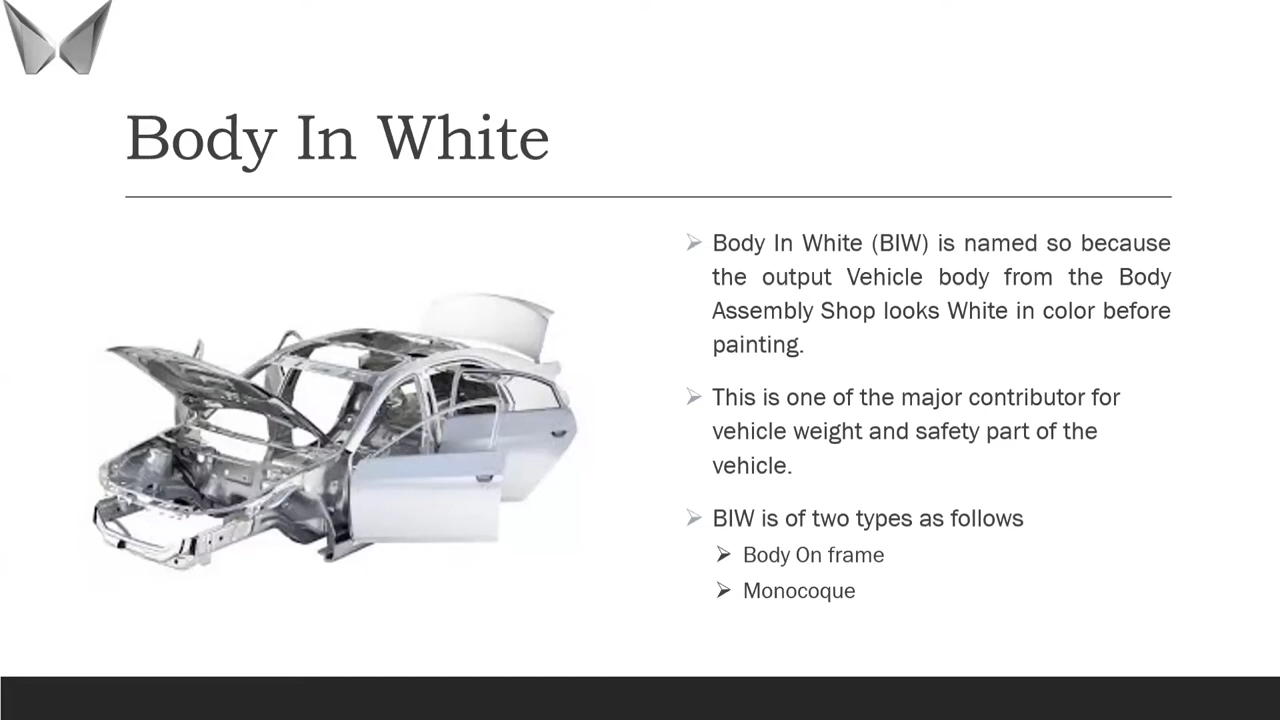 Body In White
Body In White (BIW) is named so because
the output Vehicle body from the Body
Assembly Shop looks White in color before
painting.
This is one of the major contributor for
vehicle weight and safety part of the
vehicle.
BIW is of two types as follows
Body On frame
Monocoque